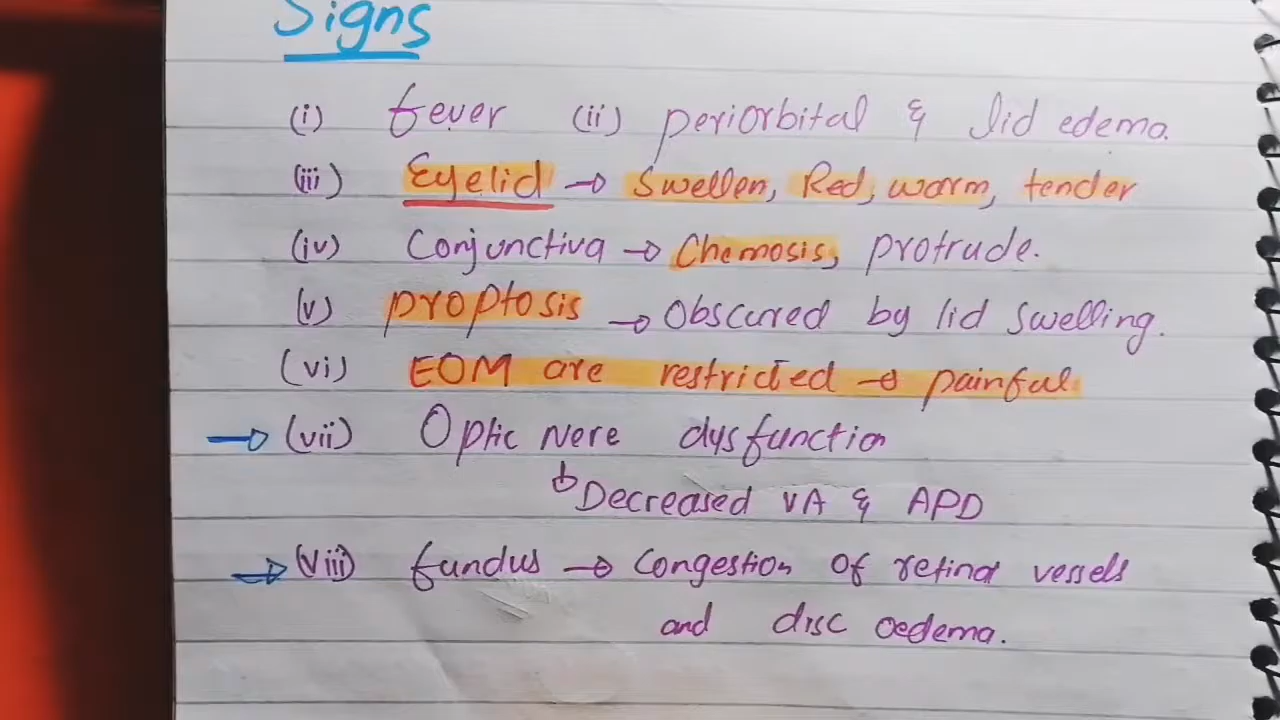 Signs
(i) fever (ii) periorbital & lid edema.
(iii) Eyelid → Swellen, Red, warm, tender
(iv) Conjunctiva → Chemosis, protrude.
(v) proptosis → Obscured by lid swelling.
(vi) EOM are restricted → painful.
→ (vii) Optic Nere dysfunction
↳ Decreased VA & APD
→ (viii) fundus → Congestion of retinal vessels
and disc oedema.